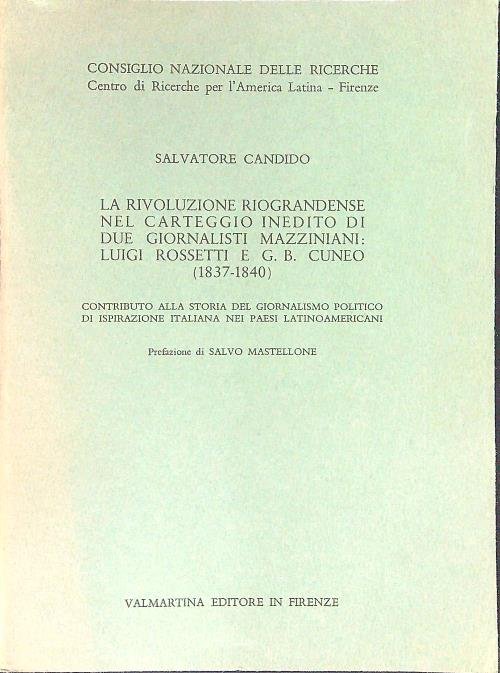 CONSIGLIO NAZIONALE DELLE RICERCHE
Centro di Ricerche per l'America Latina - Firenze
SALVATORE CANDIDO
LA RIVOLUZIONE RIOGRANDENSE
NEL CARTEGGIO INEDITO DI
DUE GIORNALISTI MAZZINIANI:
LUIGI ROSSETTI E G. B. CUNEO
(1837-1840)
CONTRIBUTO ALLA STORIA DEL GIORNALISMO POLITICO
DI ISPIRAZIONE ITALIANA NEI PAESI LATINOAMERICANI
Prefazione di SALVO MASTELLONE
VALMARTINA EDITORE IN FIRENZE